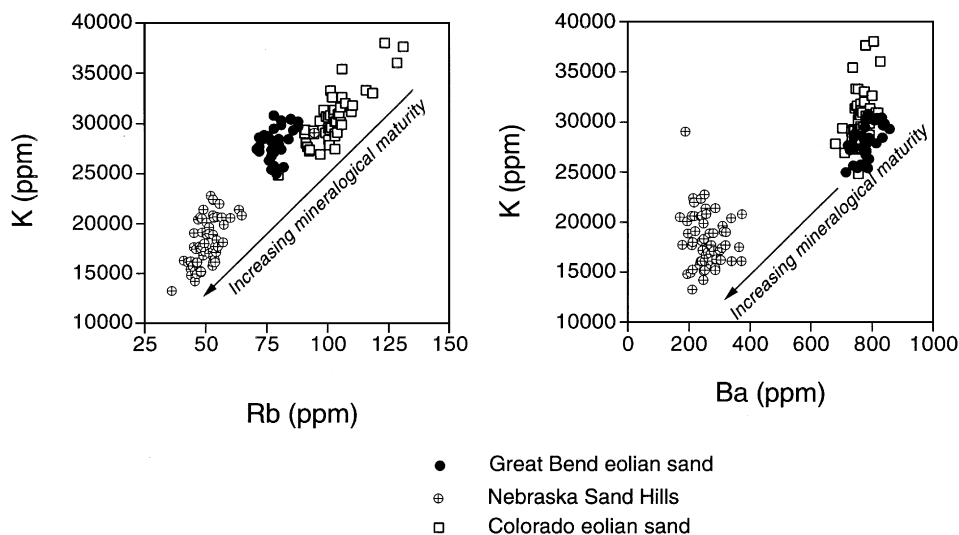 40000
35000
30000
25000
20000
15000
10000
K (ppm)
25 50 75 100 125 150
Rb (ppm)
Increasing mineralogical maturity
40000
35000
30000
25000
20000
15000
10000
K (ppm)
0 200 400 600 800 1000
Ba (ppm)
Increasing mineralogical maturity
Great Bend eolian sand
Nebraska Sand Hills
Colorado eolian sand